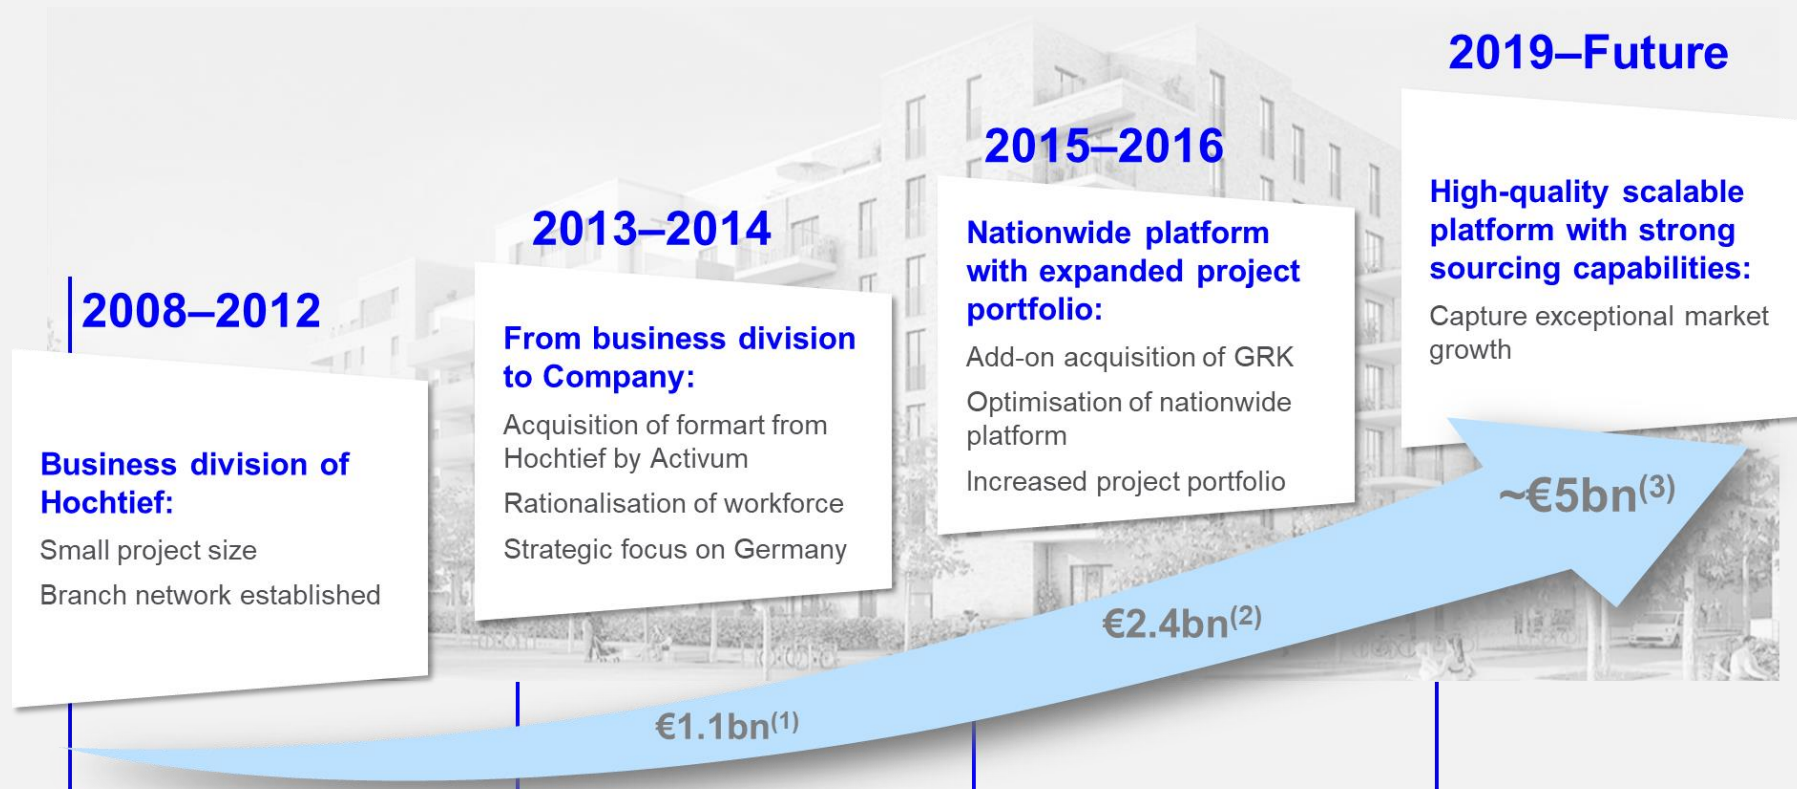 2008–2012
Business division of
Hochtief:
Small project size
Branch network established
2013–2014
From business division
to Company:
Acquisition of formart from
Hochtief by Activum
Rationalisation of workforce
Strategic focus on Germany
2015–2016
Nationwide platform
with expanded project
portfolio:
Add-on acquisition of GRK
Optimisation of nationwide
platform
Increased project portfolio
2019–Future
High-quality scalable
platform with strong
sourcing capabilities:
Capture exceptional market
growth
€1.1bn(1)
€2.4bn(2)
~€5bn(3)